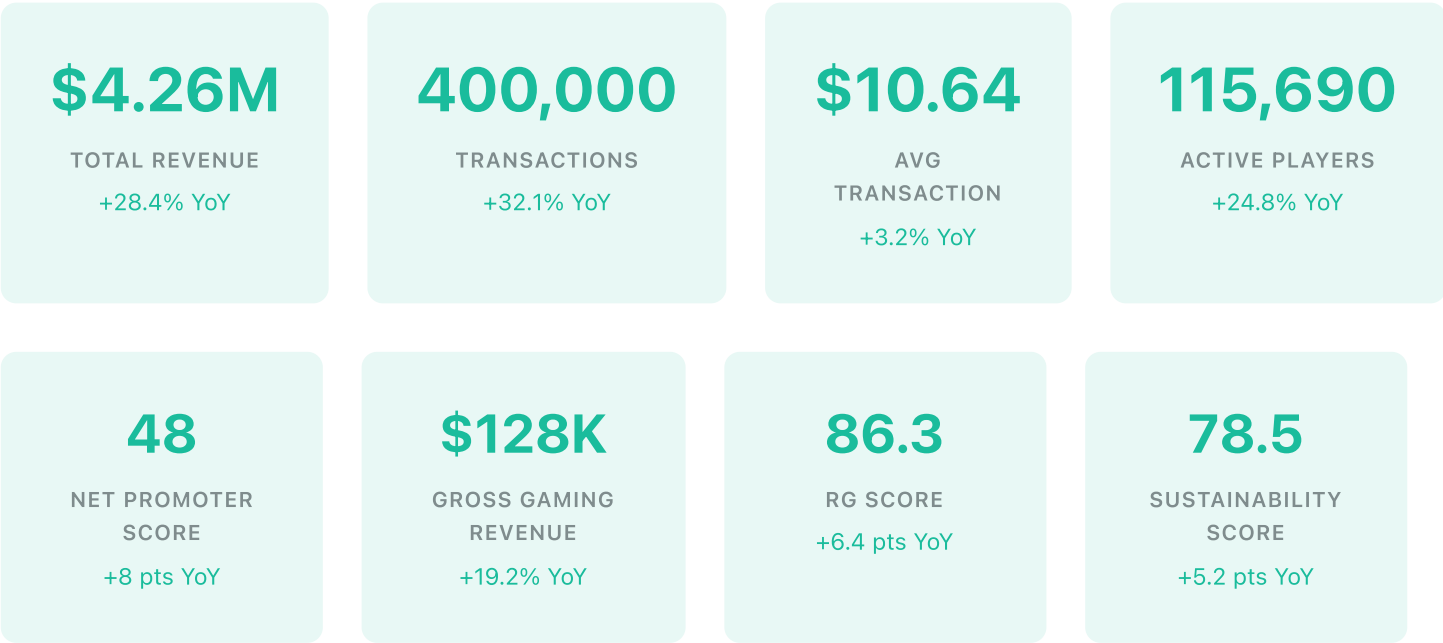 $4.26M
TOTAL REVENUE
+28.4% YoY
400,000
TRANSACTIONS
+32.1% YoY
$10.64
AVG
TRANSACTION
+3.2% YoY
115,690
ACTIVE PLAYERS
+24.8% YoY
48
NET PROMOTER
SCORE
+8 pts YoY
$128K
GROSS GAMING
REVENUE
+19.2% YoY
86.3
RG SCORE
+6.4 pts YoY
78.5
SUSTAINABILITY
SCORE
+5.2 pts YoY